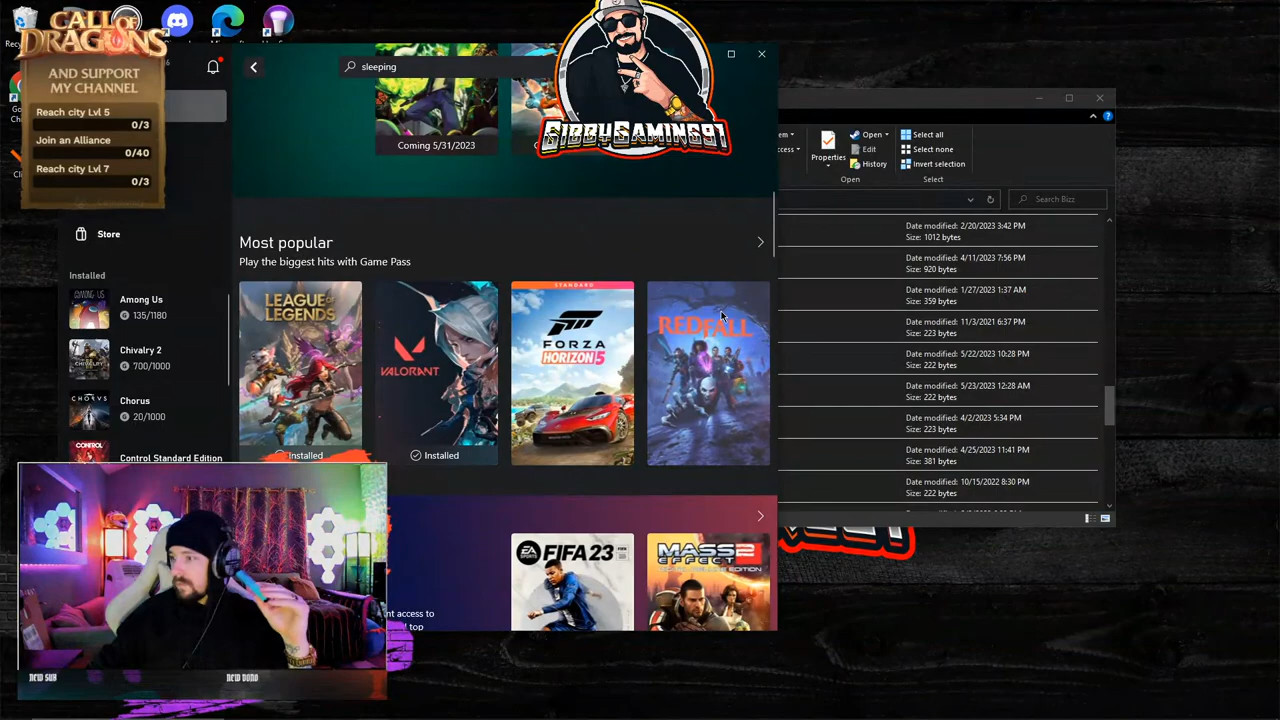 CALL OF
DRAGONS
AND SUPPORT
MY CHANNEL
Reach city Lvl 5
0/3
Join an Alliance
0/40
Reach city Lvl 7
0/3
sleeping
Coming 5/31/2023
GIBBYGAMING91
Store
Installed
Among Us
135/1180
Chivalry 2
700/1000
Chorus
20/1000
Control Standard Edition
Most popular
Play the biggest hits with Game Pass
LEAGUE OF
LEGENDS
Installed
VALORANT
Installed
STANDARD
FORZA
HORIZON 5
REDFALL
EA
SPORTS
FIFA 23
MASS
EFFECT 2
nt access to
d top
Properties
Open
Edit
History
Open
Select all
Select none
Invert selection
Select
Search Bizz
Date modified: 2/20/2023 3:42 PM
Size: 1012 bytes
Date modified: 4/11/2023 7:56 PM
Size: 920 bytes
Date modified: 1/27/2023 1:37 AM
Size: 359 bytes
Date modified: 11/3/2021 6:37 PM
Size: 223 bytes
Date modified: 5/22/2023 10:28 PM
Size: 222 bytes
Date modified: 5/23/2023 12:28 AM
Size: 222 bytes
Date modified: 4/2/2023 5:34 PM
Size: 223 bytes
Date modified: 4/25/2023 11:41 PM
Size: 381 bytes
Date modified: 10/15/2022 8:30 PM
Size: 222 bytes
NEW SUB
NEW DONO